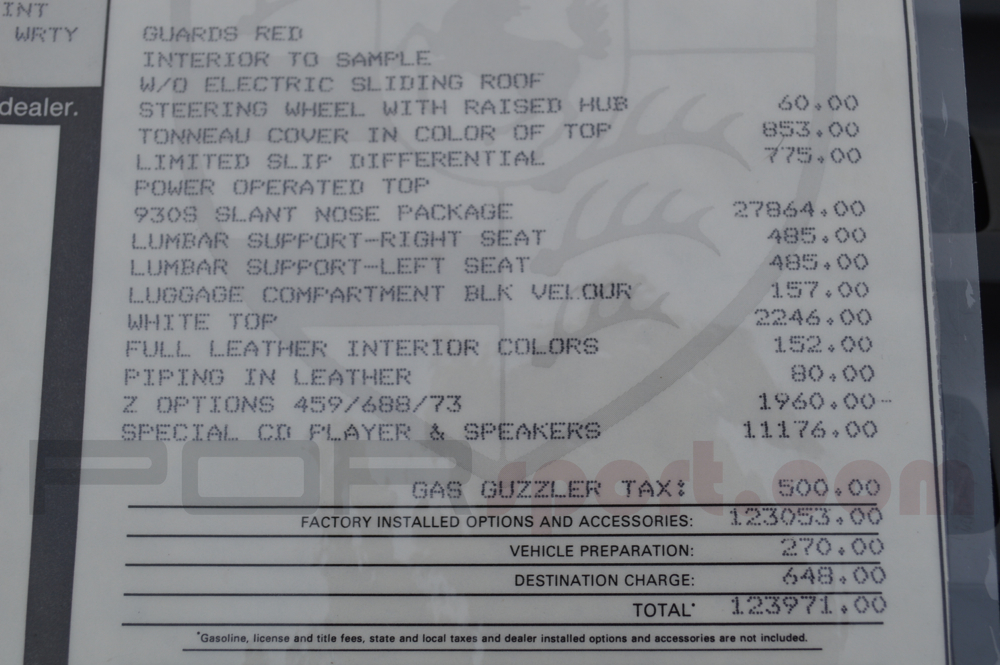 INT
WRTY
dealer.
GUARDS RED
INTERIOR TO SAMPLE
W/O ELECTRIC SLIDING ROOF
STEERING WHEEL WITH RAISED HUB 60.00
TONNEAU COVER IN COLOR OF TOP 853.00
LIMITED SLIP DIFFERENTIAL 775.00
POWER OPERATED TOP
930S SLANT NOSE PACKAGE 27864.00
LUMBAR SUPPORT-RIGHT SEAT 485.00
LUMBAR SUPPORT-LEFT SEAT 485.00
LUGGAGE COMPARTMENT BLK VELOUR 157.00
WHITE TOP 2246.00
FULL LEATHER INTERIOR COLORS 152.00
PIPING IN LEATHER 80.00
Z OPTIONS 459/688/73 1960.00-
SPECIAL CD PLAYER & SPEAKERS 11176.00
PORsport.com
GAS GUZZLER TAX: 500.00
FACTORY INSTALLED OPTIONS AND ACCESSORIES: 123053.00
VEHICLE PREPARATION: 270.00
DESTINATION CHARGE: 648.00
TOTAL* 123971.00
*Gasoline, license and title fees, state and local taxes and dealer installed options and accessories are not included.